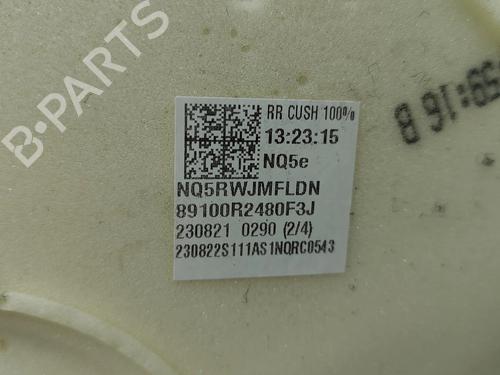 RR CUSH 100%
13:23:15
NQ5e
NQ5RWJMFLDN
89100R2480F3J
230821 0290 (2/4)
230822S111AS1NQRC0543
B-PARTS